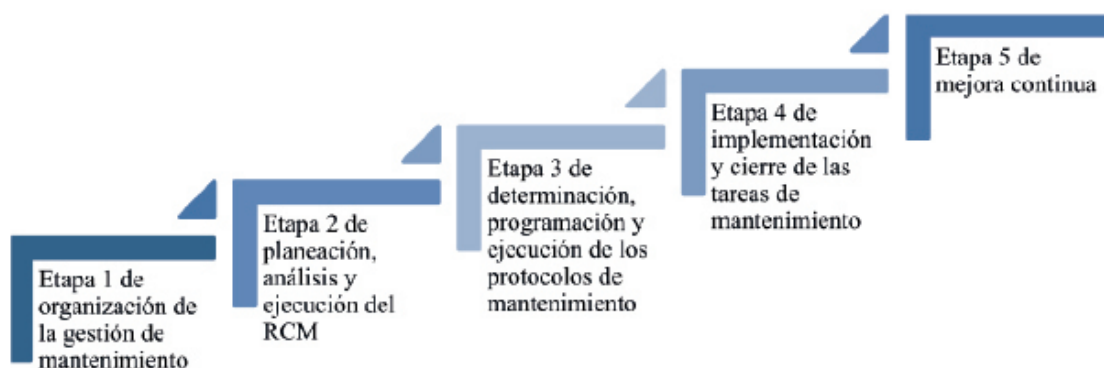 Etapa 1 de
organización de
la gestión de
mantenimiento
Etapa 2 de
planeación,
análisis y
ejecución del
RCM
Etapa 3 de
determinación,
programación y
ejecución de los
protocolos de
mantenimiento
Etapa 4 de
implementación
y cierre de las
tareas de
mantenimiento
Etapa 5 de
mejora continua